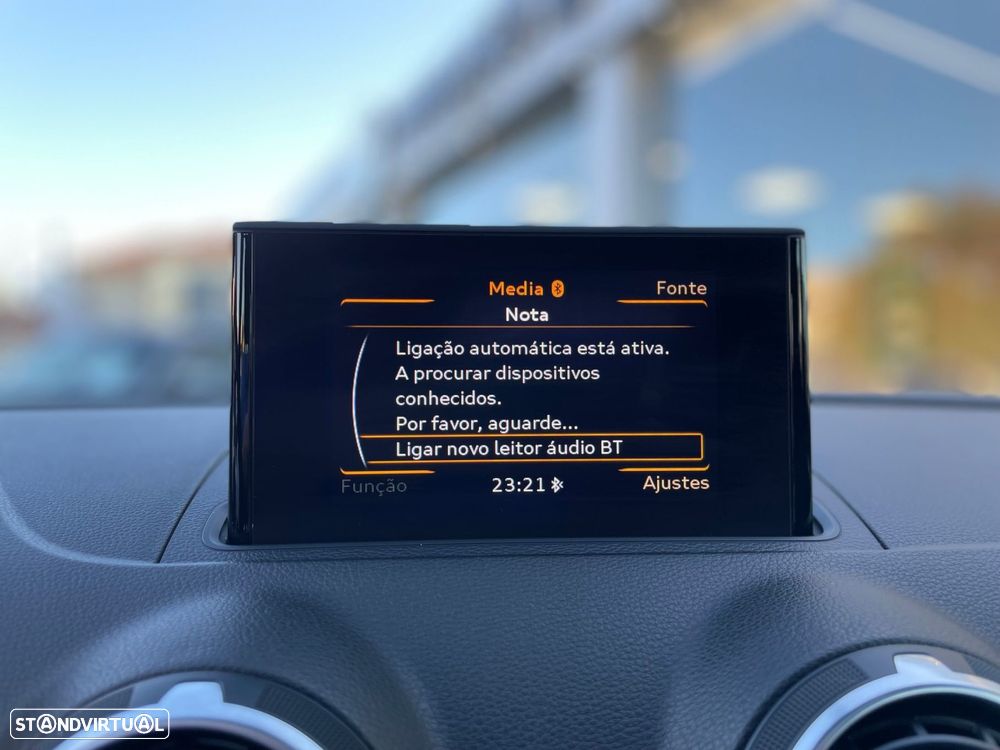 Media
Fonte
Nota
Ligação automática está ativa.
A procurar dispositivos
conhecidos.
Por favor, aguarde...
Ligar novo leitor áudio BT
Função
23:21
Ajustes
STANDVIRTUAL